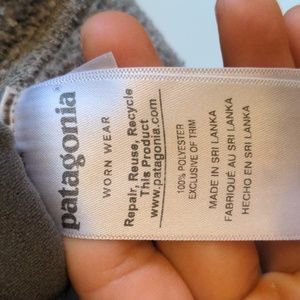 patagonia®
WORN WEAR
Repair, Reuse, Recycle
This Product
www.patagonia.com
100% POLYESTER
EXCLUSIVE OF TRIM
MADE IN SRI LANKA
FABRIQUÉ AU SRI LANKA
HECHO EN SRI LANKA